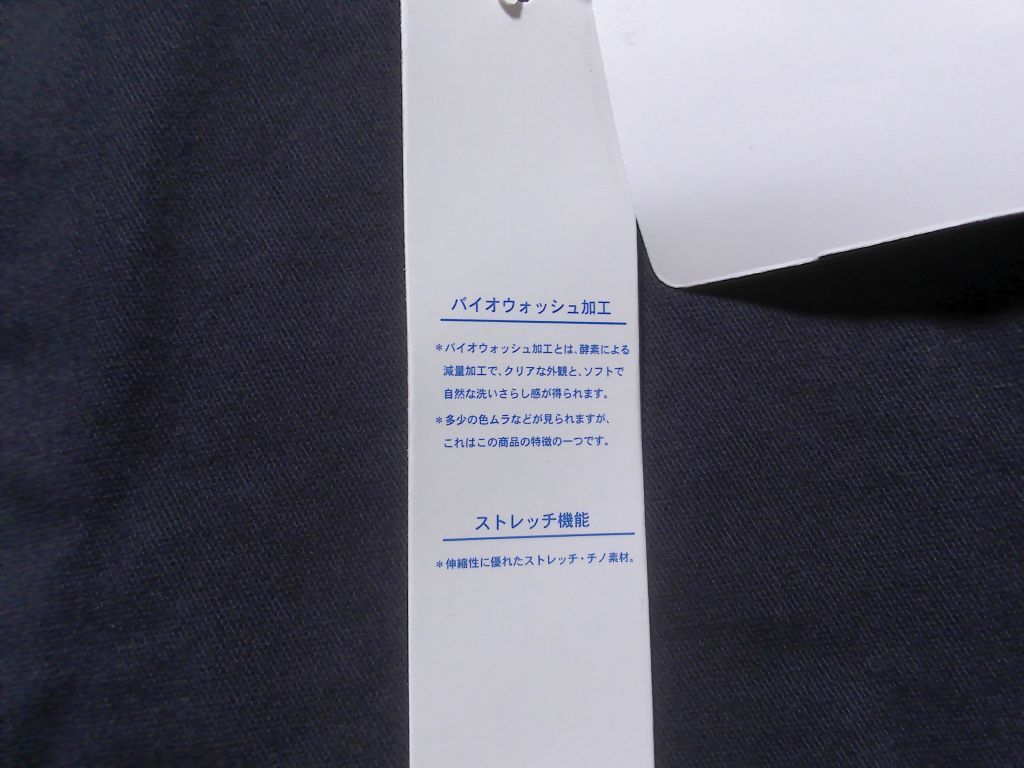 バイオウォッシュ加工
＊バイオウォッシュ加工とは、酵素による
減量加工で、クリアな外観と、ソフトで
自然な洗いさらし感が得られます。
＊多少の色ムラなどが見られますが、
これはこの商品の特徴の一つです。
ストレッチ機能
＊伸縮性に優れたストレッチ・チノ素材。